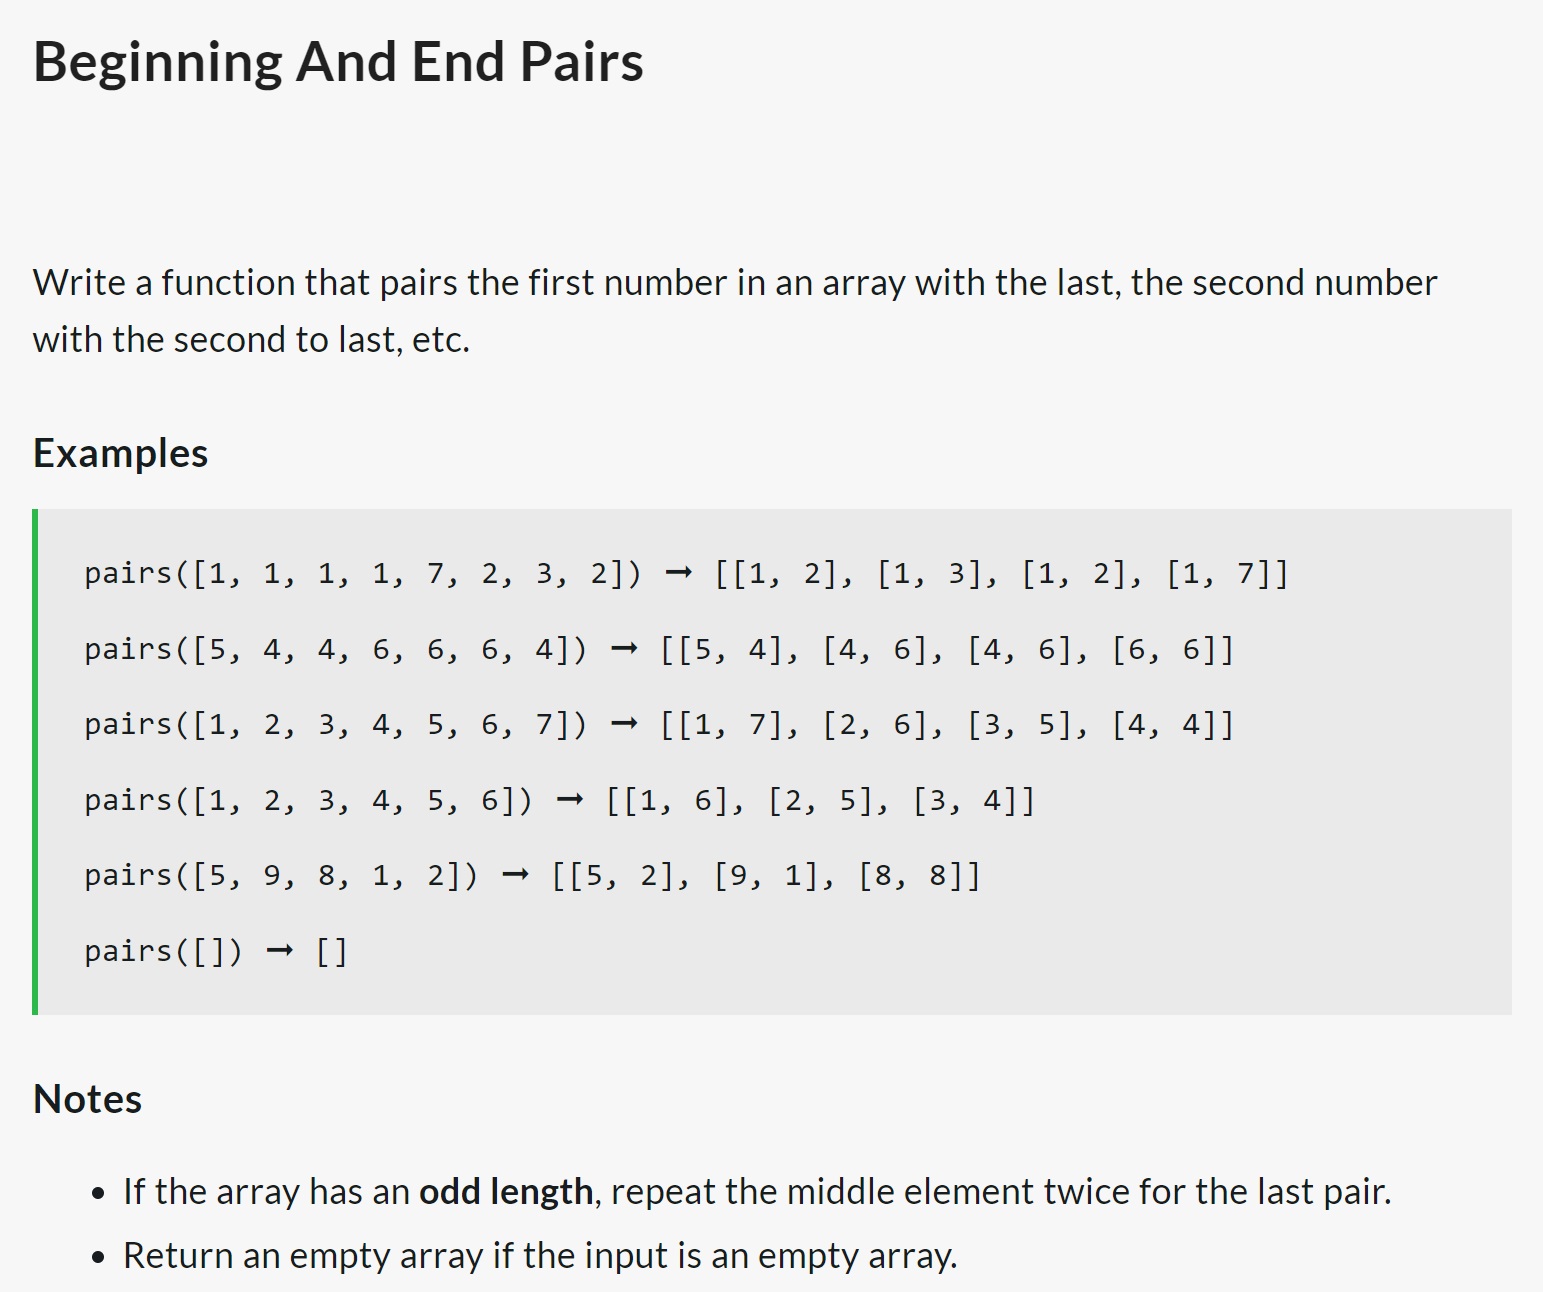 Beginning And End Pairs
Write a function that pairs the first number in an array with the last, the second number
with the second to last, etc.
Examples
pairs([1, 1, 1, 1, 7, 2, 3, 2]) ➞ [[1, 2], [1, 3], [1, 2], [1, 7]]
pairs([5, 4, 4, 6, 6, 6, 4]) ➞ [[5, 4], [4, 6], [4, 6], [6, 6]]
pairs([1, 2, 3, 4, 5, 6, 7]) ➞ [[1, 7], [2, 6], [3, 5], [4, 4]]
pairs([1, 2, 3, 4, 5, 6]) ➞ [[1, 6], [2, 5], [3, 4]]
pairs([5, 9, 8, 1, 2]) ➞ [[5, 2], [9, 1], [8, 8]]
pairs([]) ➞ []
Notes
• If the array has an odd length, repeat the middle element twice for the last pair.
• Return an empty array if the input is an empty array.